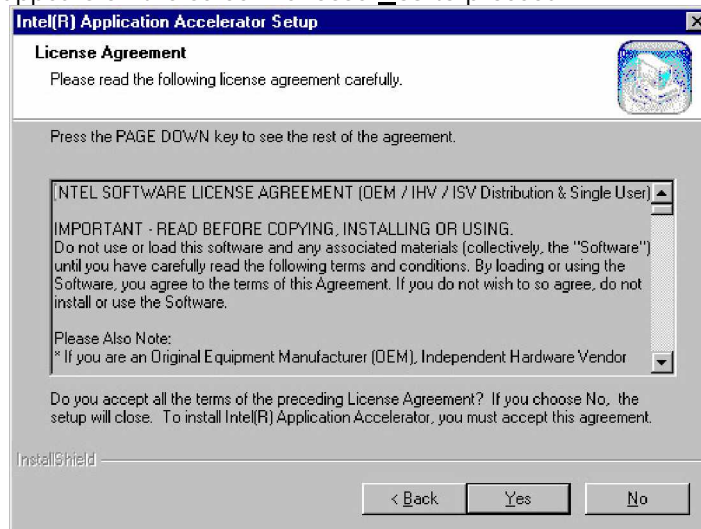 Intel(R) Application Accelerator Setup
License Agreement
Please read the following license agreement carefully.
Press the PAGE DOWN key to see the rest of the agreement.
INTEL SOFTWARE LICENSE AGREEMENT (OEM / IHV / ISV Distribution & Single User)
IMPORTANT - READ BEFORE COPYING, INSTALLING OR USING.
Do not use or load this software and any associated materials (collectively, the "Software")
until you have carefully read the following terms and conditions. By loading or using the
Software, you agree to the terms of this Agreement. If you do not wish to so agree, do not
install or use the Software.
Please Also Note:
* If you are an Original Equipment Manufacturer (OEM), Independent Hardware Vendor
Do you accept all the terms of the preceding License Agreement? If you choose No, the
setup will close. To install Intel(R) Application Accelerator, you must accept this agreement.
InstallShield
< Back
Yes
No